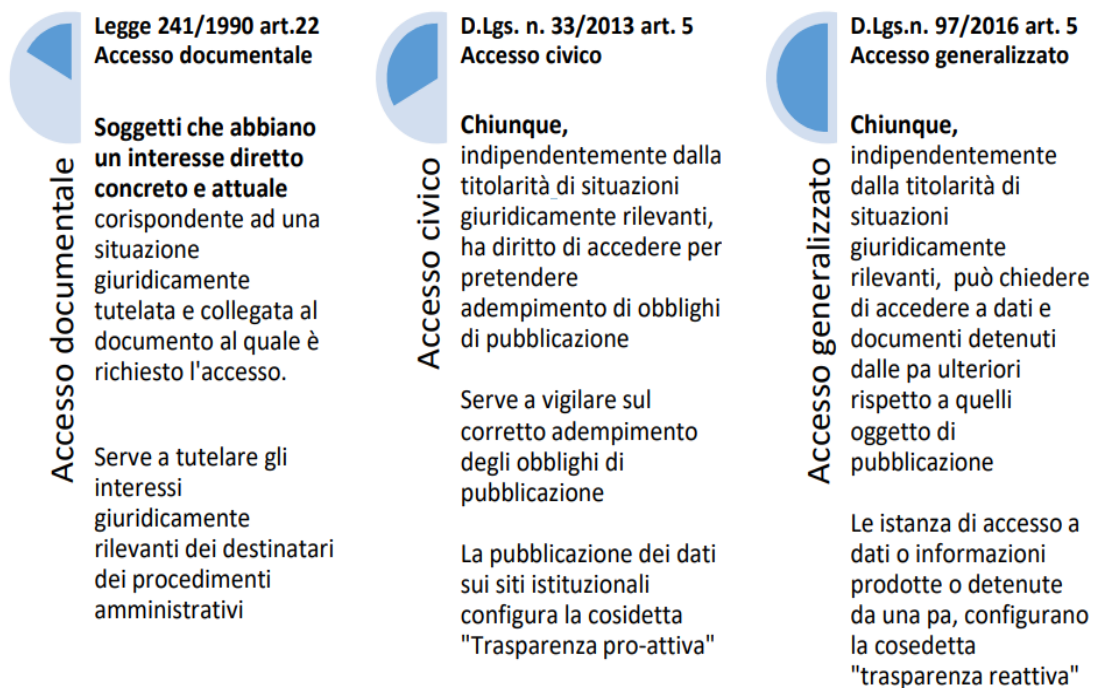 Legge 241/1990 art.22
Accesso documentale
Soggetti che abbiano
un interesse diretto
concreto e attuale
corispondente ad una
situazione
giuridicamente
tutelata e collegata al
documento al quale è
richiesto l'accesso.
Serve a tutelare gli
interessi
giuridicamente
rilevanti dei destinatari
dei procedimenti
amministrativi
Accesso documentale
D.Lgs. n. 33/2013 art. 5
Accesso civico
Chiunque,
indipendentemente dalla
titolarità di situazioni
giuridicamente rilevanti,
ha diritto di accedere per
pretendere
adempimento di obblighi
di pubblicazione
Serve a vigilare sul
corretto adempimento
degli obblighi di
pubblicazione
La pubblicazione dei dati
sui siti istituzionali
configura la cosidetta
"Trasparenza pro-attiva"
Accesso civico
D.Lgs.n. 97/2016 art. 5
Accesso generalizzato
Chiunque,
indipendentemente
dalla titolarità di
situazioni
giuridicamente
rilevanti, può chiedere
di accedere a dati e
documenti detenuti
dalle pa ulteriori
rispetto a quelli
oggetto di
pubblicazione
Le istanza di accesso a
dati o informazioni
prodotte o detenute
da una pa, configurano
la cosedetta
"trasparenza reattiva"
Accesso generalizzato